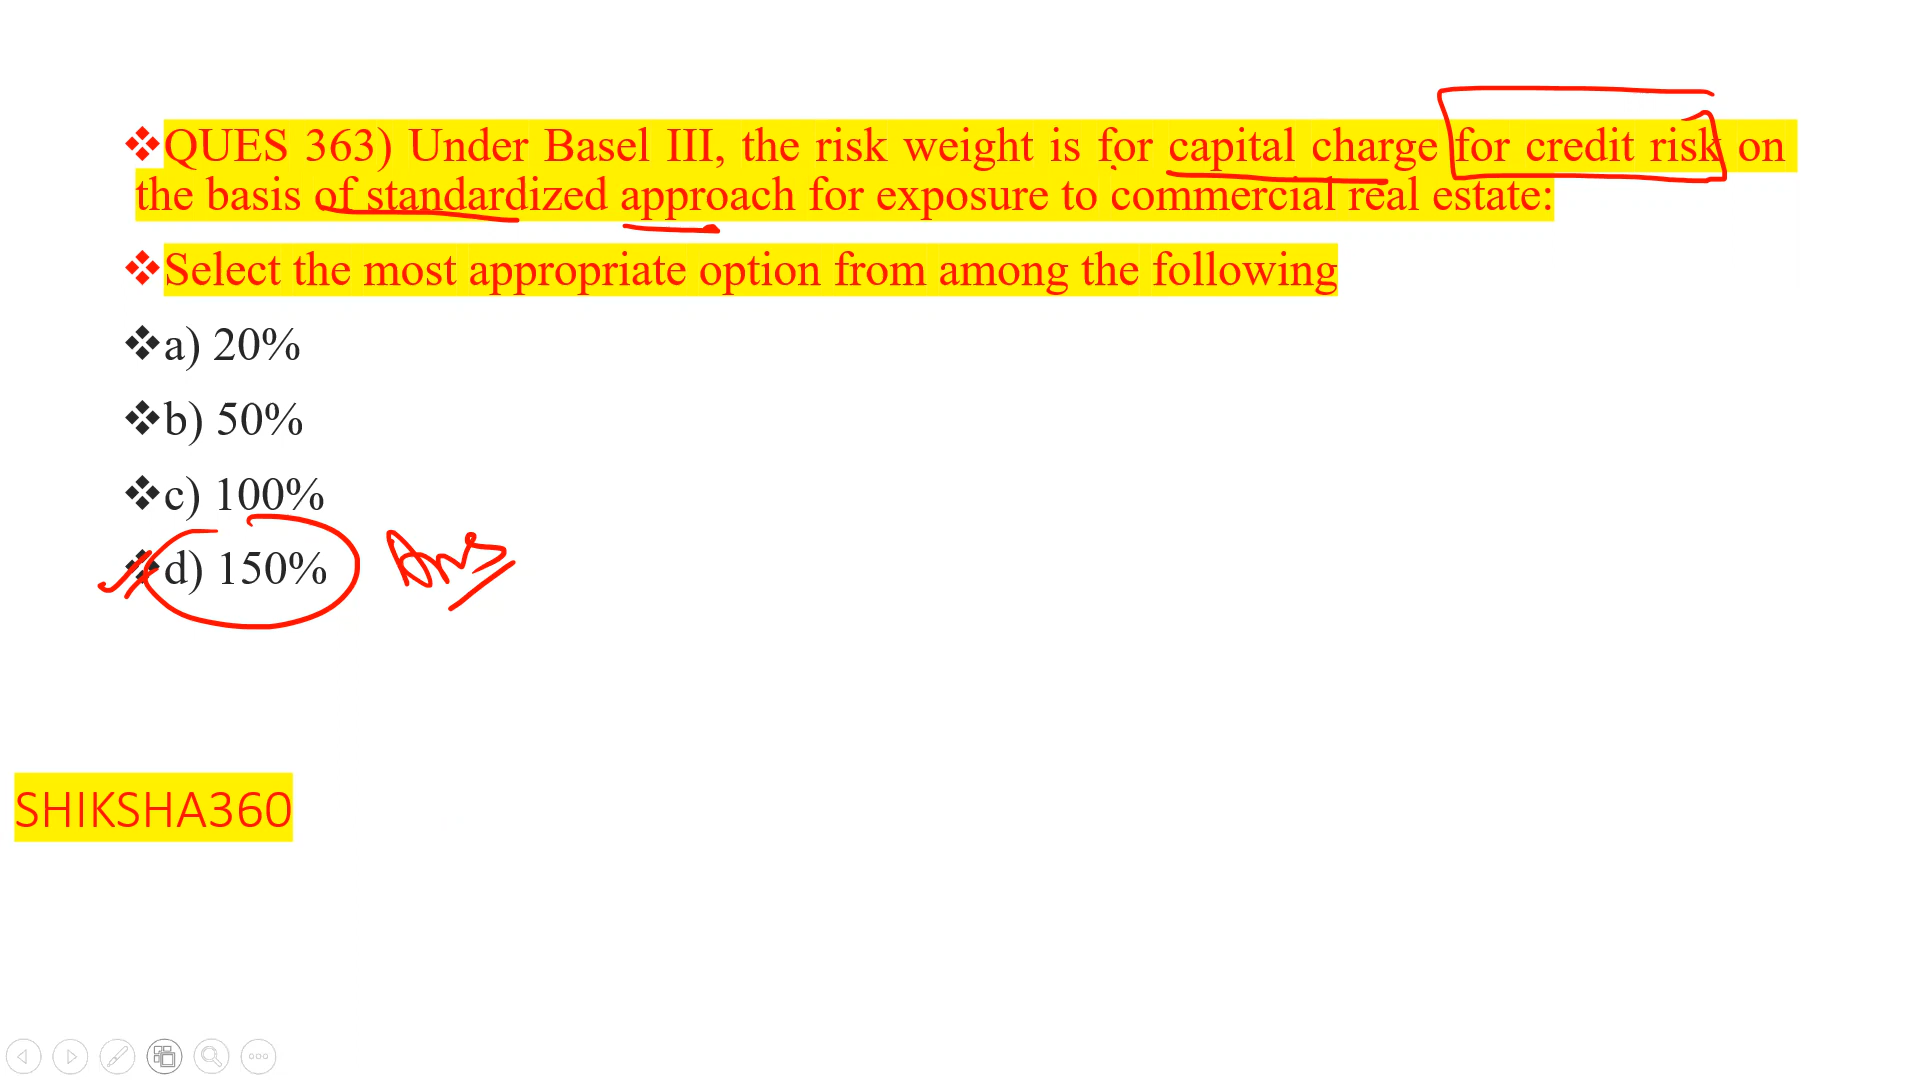 ❖QUES 363) Under Basel III, the risk weight is for capital charge for credit risk on
the basis of standardized approach for exposure to commercial real estate:
❖Select the most appropriate option from among the following
❖a) 20%
❖b) 50%
❖c) 100%
❖d) 150% Ans
SHIKSHA360